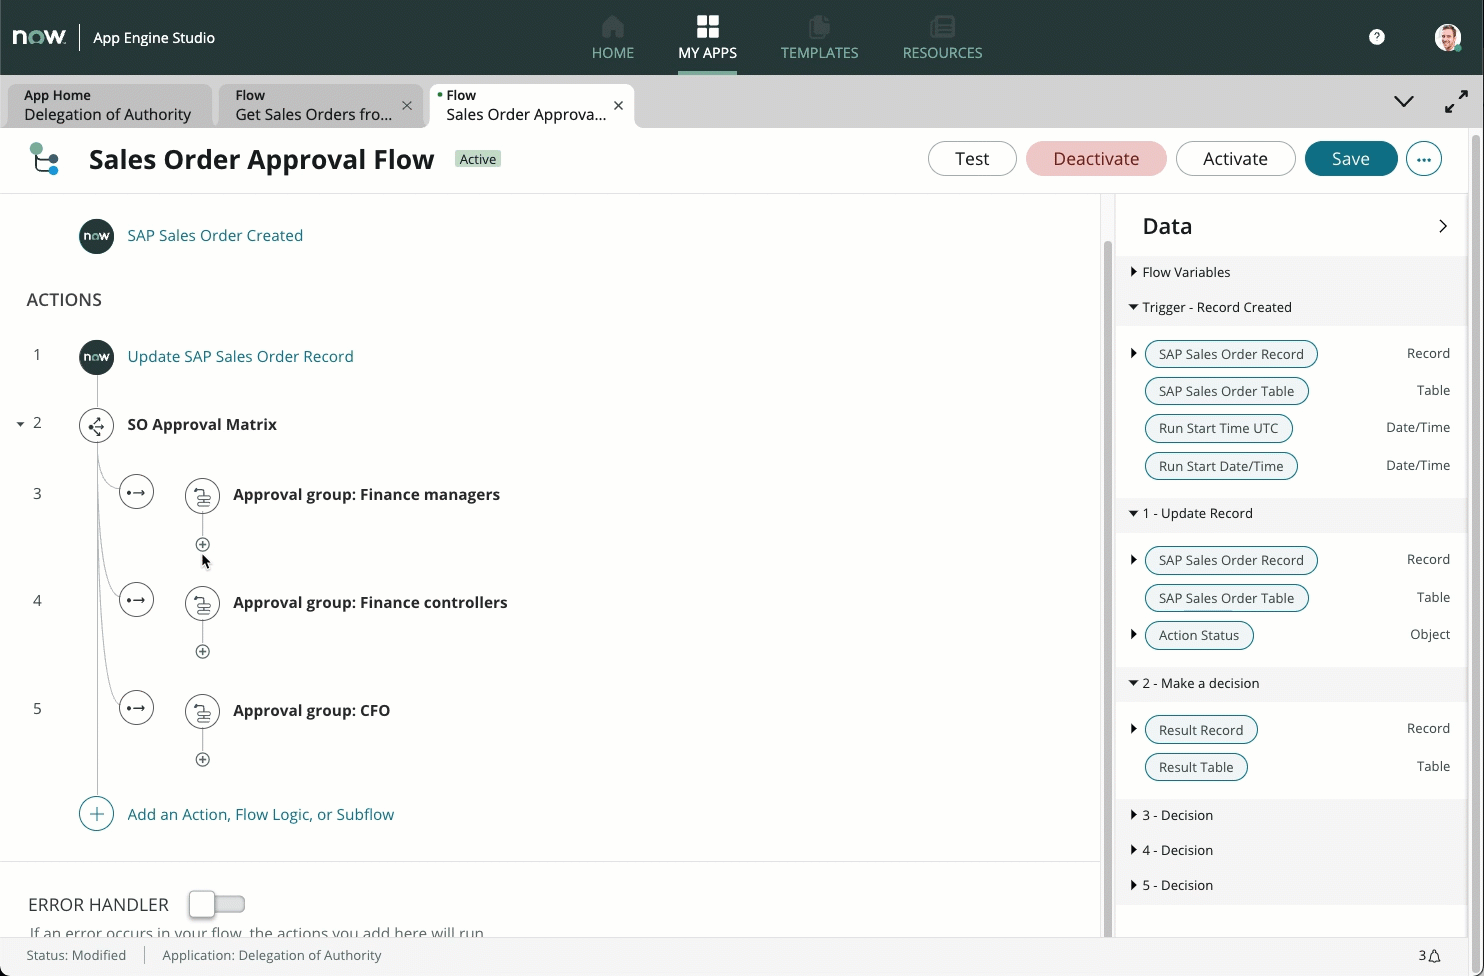 now. App Engine Studio
HOME
MY APPS
TEMPLATES
RESOURCES
?
App Home
Delegation of Authority
Flow
Get Sales Orders fro...
Flow
Sales Order Approva...
Sales Order Approval Flow
Active
Test
Deactivate
Activate
Save
now SAP Sales Order Created
ACTIONS
1 now Update SAP Sales Order Record
2 SO Approval Matrix
3 Approval group: Finance managers
4 Approval group: Finance controllers
5 Approval group: CFO
Add an Action, Flow Logic, or Subflow
ERROR HANDLER
If an error occurs in your flow, the actions you add here will run.
Data
Flow Variables
Trigger - Record Created
SAP Sales Order Record Record
SAP Sales Order Table Table
Run Start Time UTC Date/Time
Run Start Date/Time Date/Time
1 - Update Record
SAP Sales Order Record Record
SAP Sales Order Table Table
Action Status Object
2 - Make a decision
Result Record Record
Result Table Table
3 - Decision
4 - Decision
5 - Decision
Status: Modified
Application: Delegation of Authority
3